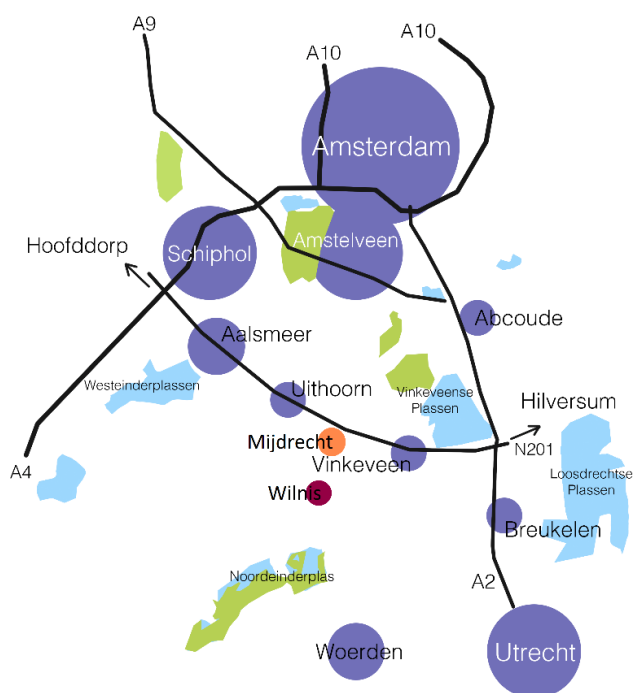 A9
A10
A10
Amsterdam
Hoofddorp
Schiphol
Amstelveen
Aalsmeer
Abcoude
Westeinderplassen
Uithoorn
Vinkeveense
Plassen
Hilversum
Mijdrecht
N201
A4
Vinkeveen
Loosdrechtse
Plassen
Wilnis
Breukelen
Noordeinderplas
A2
Woerden
Utrecht